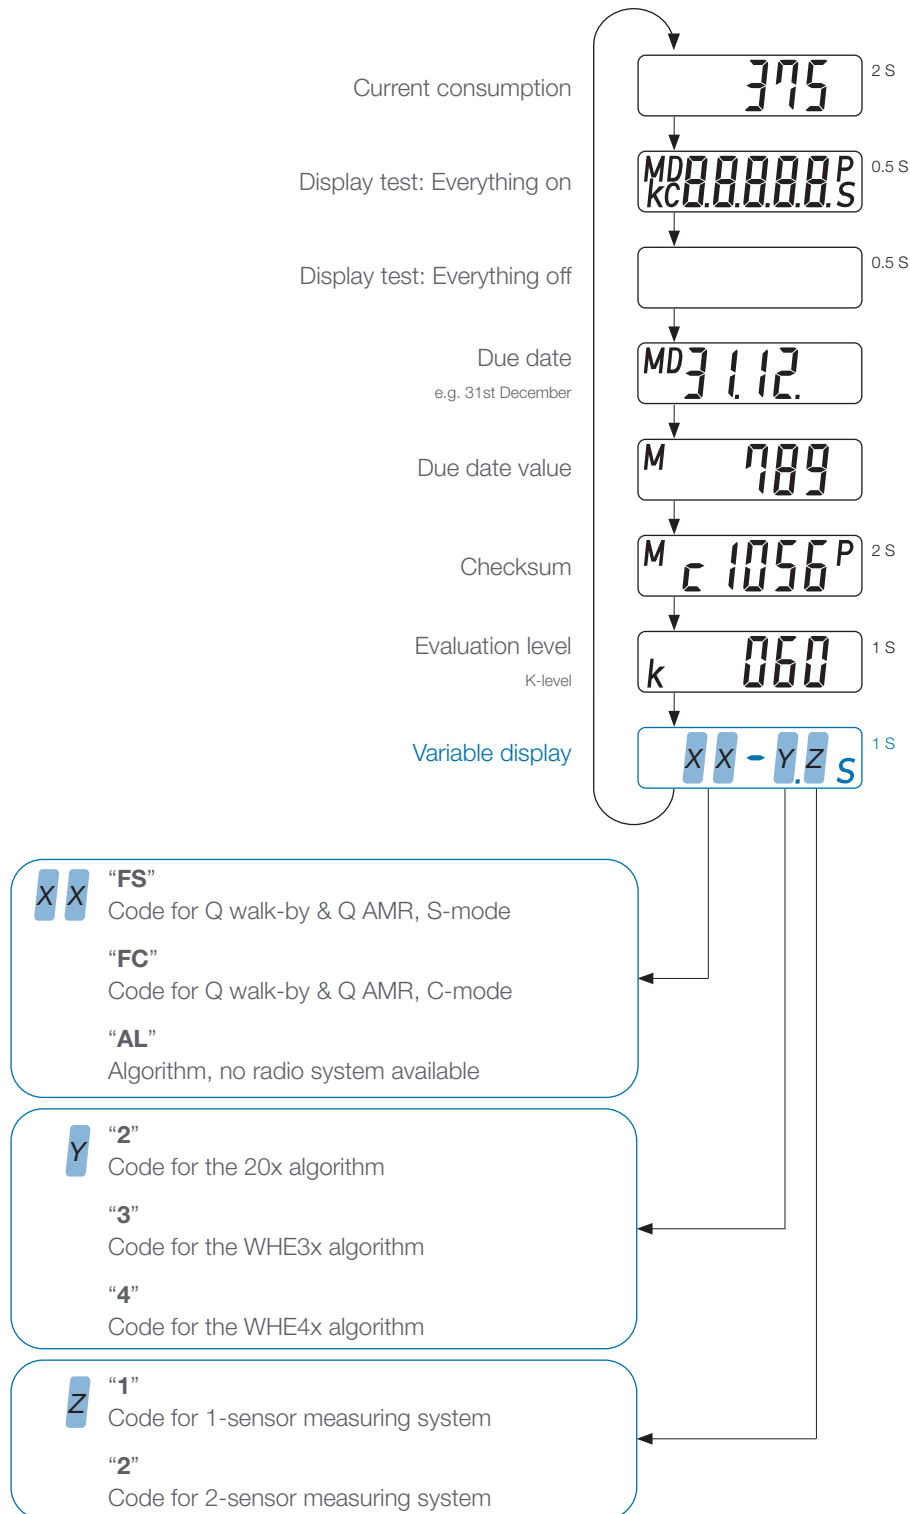 Current consumption
375
2 S
Display test: Everything on
MD
kC
8.8.8.8.8.
P
S
0.5 S
Display test: Everything off
0.5 S
Due date
e.g. 31st December
MD 31.12.
Due date value
M 789
Checksum
M c 1056 P
2 S
Evaluation level
K-level
k 060
1 S
Variable display
X X - Y.Z S
1 S
X X
“FS”
Code for Q walk-by & Q AMR, S-mode
“FC”
Code for Q walk-by & Q AMR, C-mode
“AL”
Algorithm, no radio system available
Y
“2”
Code for the 20x algorithm
“3”
Code for the WHE3x algorithm
“4”
Code for the WHE4x algorithm
Z
“1”
Code for 1-sensor measuring system
“2”
Code for 2-sensor measuring system